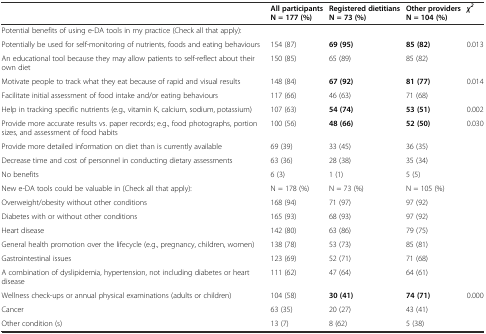 All participants Registered dietitians Other providers χ²
N = 177 (%) N = 73 (%) N = 104 (%)
Potential benefits of using e-DA tools in my practice (Check all that apply):
Potentially be used for self-monitoring of nutrients, foods and eating behaviours 154 (87) 69 (95) 85 (82) 0.013
An educational tool because they may allow patients to self-reflect about their 150 (85) 65 (89) 85 (82)
own diet
Motivate people to track what they eat because of rapid and visual results 148 (84) 67 (92) 81 (77) 0.014
Facilitate initial assessment of food intake and/or eating behaviours 117 (66) 46 (63) 71 (68)
Help in tracking specific nutrients (e.g., vitamin K, calcium, sodium, potassium) 107 (63) 54 (74) 53 (51) 0.002
Provide more accurate results vs. paper records; e.g., food photographs, portion 100 (56) 48 (66) 52 (50) 0.030
sizes, and assessment of food habits
Provide more detailed information on diet than is currently available 69 (39) 33 (45) 36 (35)
Decrease time and cost of personnel in conducting dietary assessments 63 (36) 28 (38) 35 (34)
No benefits 6 (3) 1 (1) 5 (5)
New e-DA tools could be valuable in (Check all that apply): N = 178 (%) N = 73 (%) N = 105 (%)
Overweight/obesity without other conditions 168 (94) 71 (97) 97 (92)
Diabetes with or without other conditions 165 (93) 68 (93) 97 (92)
Heart disease 142 (80) 63 (86) 79 (75)
General health promotion over the lifecycle (e.g., pregnancy, children, women) 138 (78) 53 (73) 85 (81)
Gastrointestinal issues 123 (69) 52 (71) 71 (68)
A combination of dyslipidemia, hypertension, not including diabetes or heart 111 (62) 47 (64) 64 (61)
disease
Wellness check-ups or annual physical examinations (adults or children) 104 (58) 30 (41) 74 (71) 0.000
Cancer 63 (35) 20 (27) 43 (41)
Other condition (s) 13 (7) 8 (62) 5 (38)